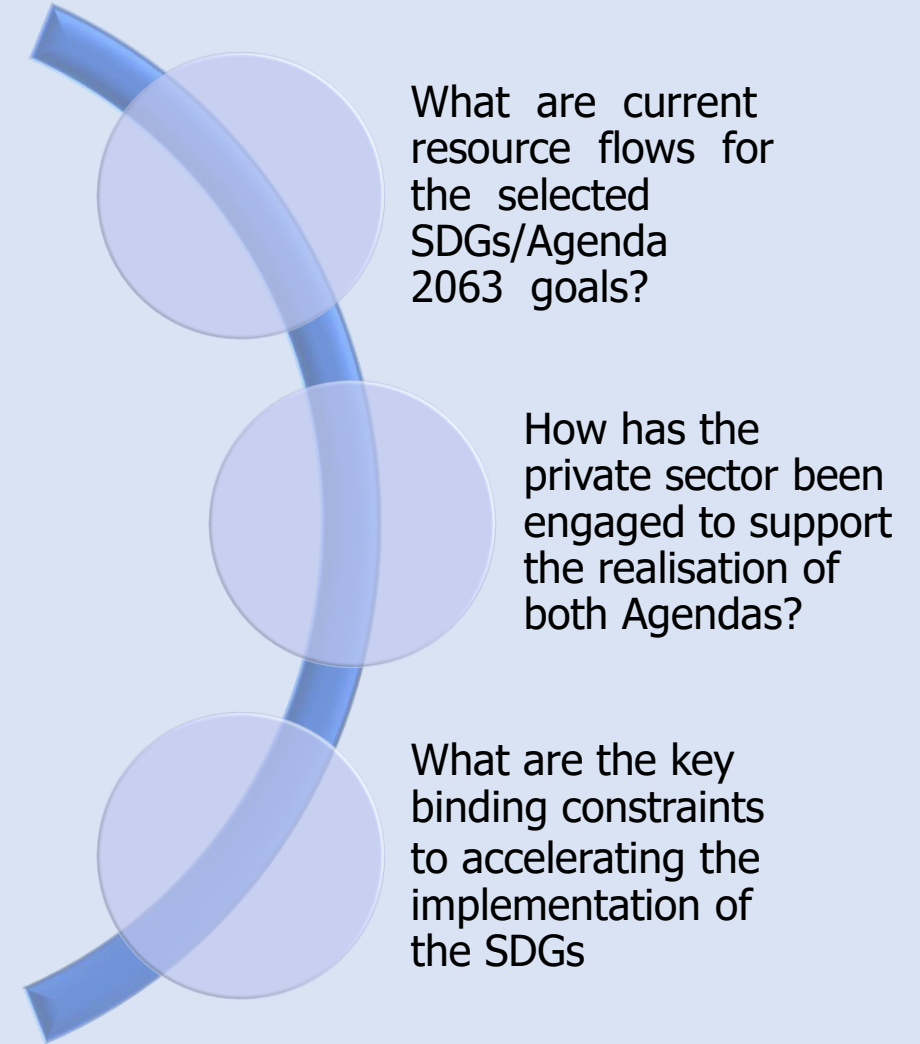 What are current
resource flows for
the selected
SDGs/Agenda
2063 goals?
How has the
private sector been
engaged to support
the realisation of
both Agendas?
What are the key
binding constraints
to accelerating the
implementation of
the SDGs